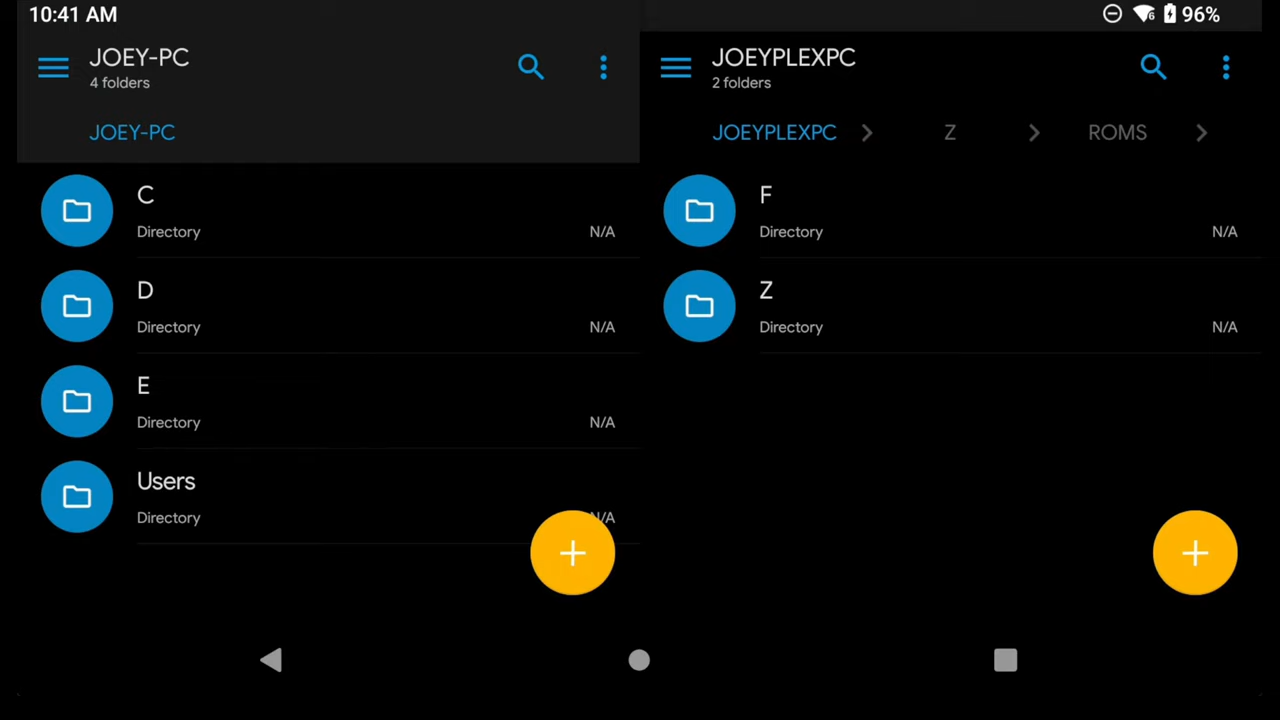 10:41 AM
6 96%
JOEY-PC
4 folders
JOEY-PC
C
Directory
N/A
D
Directory
N/A
E
Directory
N/A
Users
Directory
N/A
JOEYPLEXPC
2 folders
JOEYPLEXPC Z ROMS
F
Directory
N/A
Z
Directory
N/A